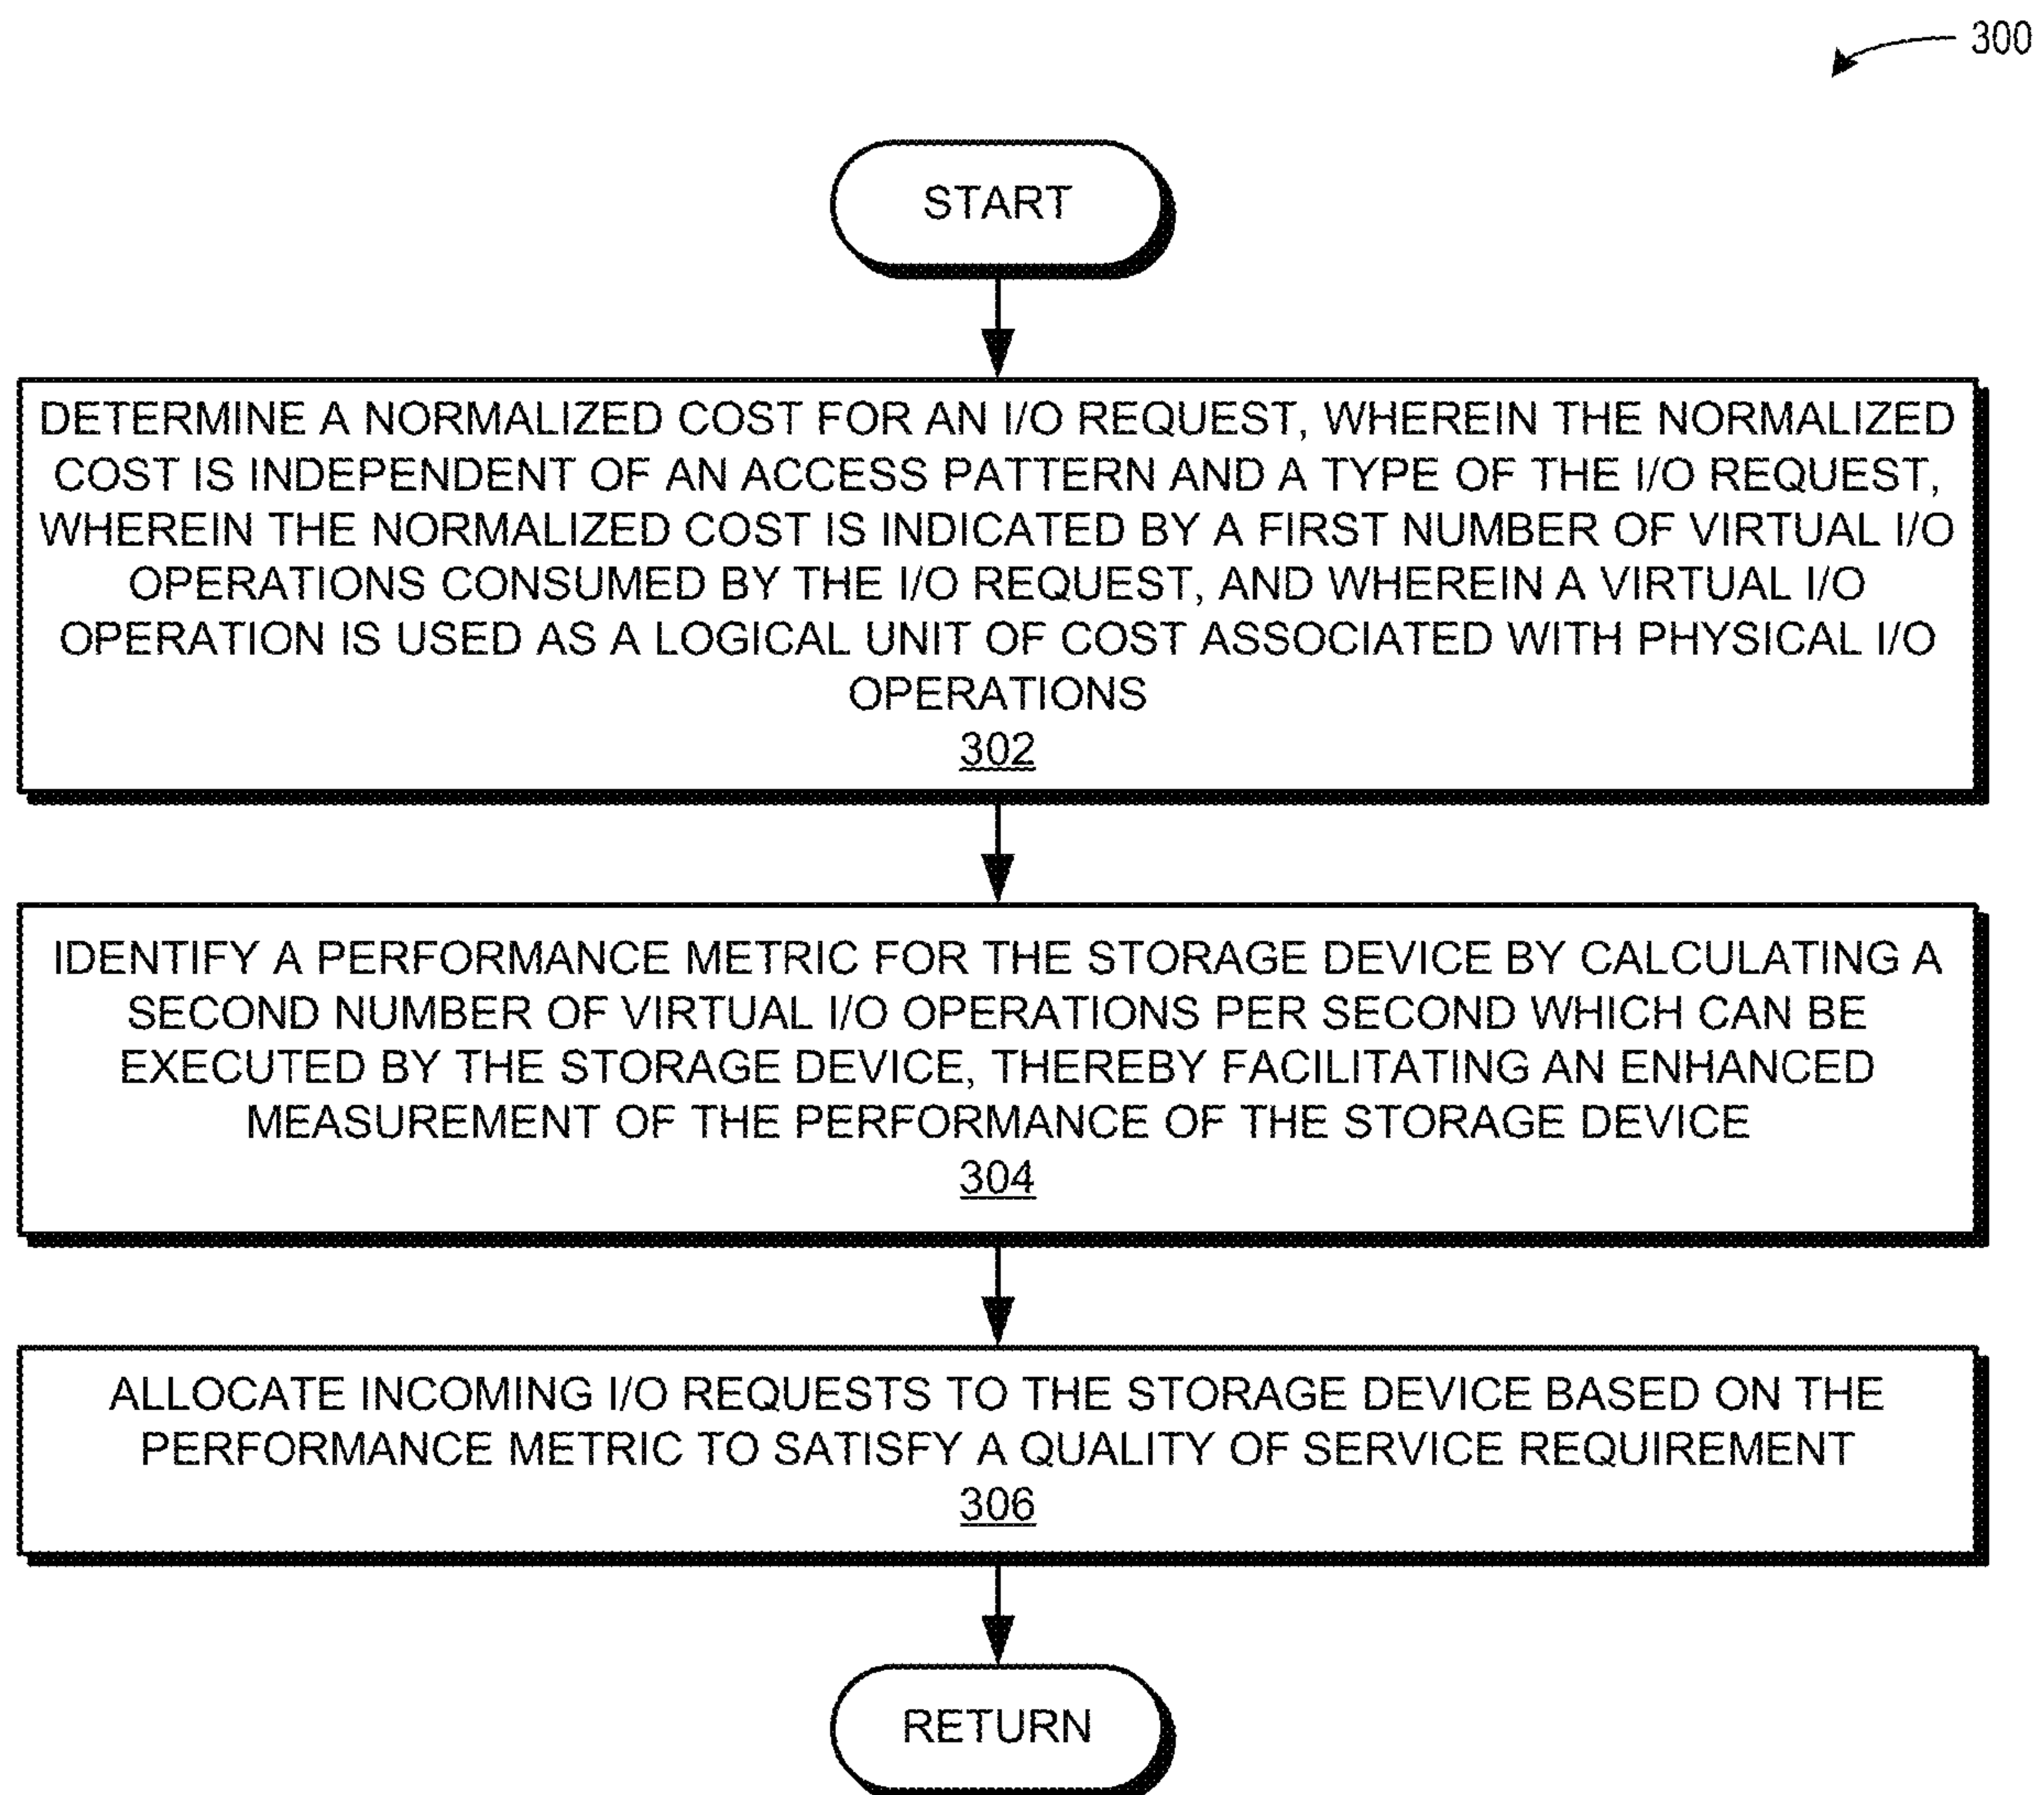 300
START
DETERMINE A NORMALIZED COST FOR AN I/O REQUEST, WHEREIN THE NORMALIZED
COST IS INDEPENDENT OF AN ACCESS PATTERN AND A TYPE OF THE I/O REQUEST,
WHEREIN THE NORMALIZED COST IS INDICATED BY A FIRST NUMBER OF VIRTUAL I/O
OPERATIONS CONSUMED BY THE I/O REQUEST, AND WHEREIN A VIRTUAL I/O
OPERATION IS USED AS A LOGICAL UNIT OF COST ASSOCIATED WITH PHYSICAL I/O
OPERATIONS
302
IDENTIFY A PERFORMANCE METRIC FOR THE STORAGE DEVICE BY CALCULATING A
SECOND NUMBER OF VIRTUAL I/O OPERATIONS PER SECOND WHICH CAN BE
EXECUTED BY THE STORAGE DEVICE, THEREBY FACILITATING AN ENHANCED
MEASUREMENT OF THE PERFORMANCE OF THE STORAGE DEVICE
304
ALLOCATE INCOMING I/O REQUESTS TO THE STORAGE DEVICE BASED ON THE
PERFORMANCE METRIC TO SATISFY A QUALITY OF SERVICE REQUIREMENT
306
RETURN